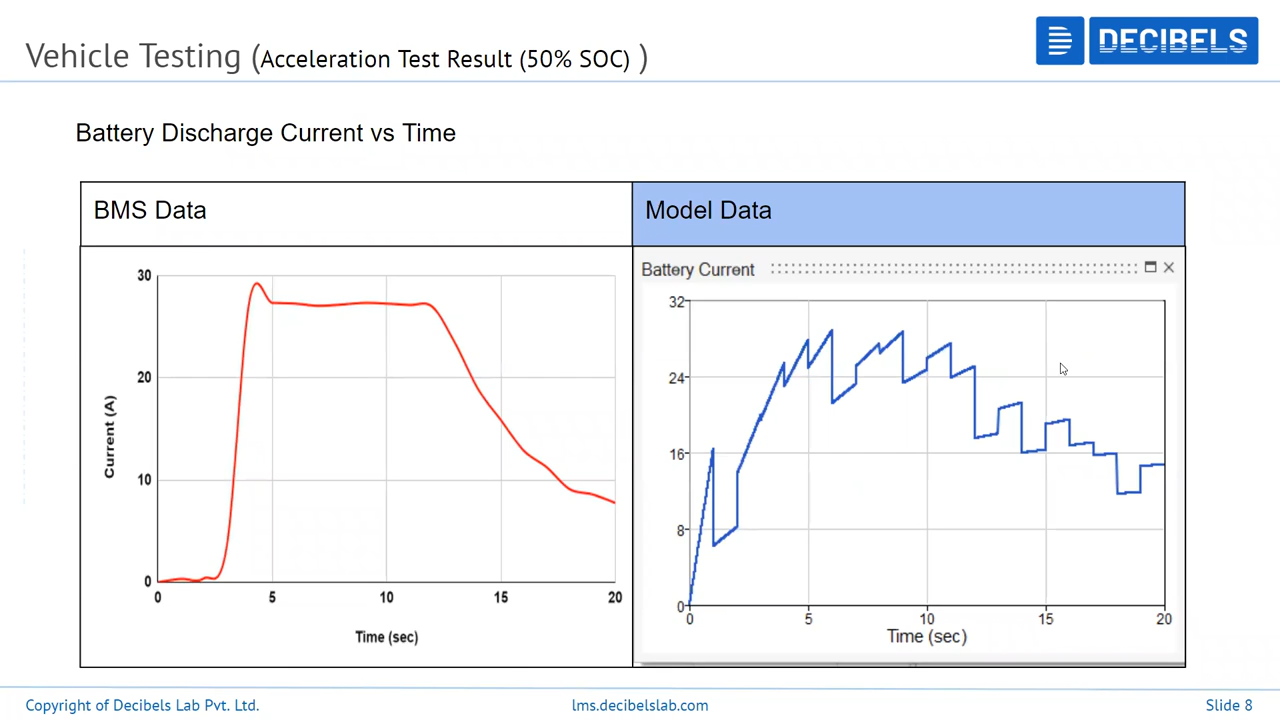 Vehicle Testing (Acceleration Test Result (50% SOC) )
DECIBELS
Battery Discharge Current vs Time
BMS Data
Model Data
30
20
10
0
Current (A)
0 5 10 15 20
Time (sec)
Battery Current
32
24
16
8
0
0 5 10 15 20
Time (sec)
Copyright of Decibels Lab Pvt. Ltd.
lms.decibelslab.com
Slide 8